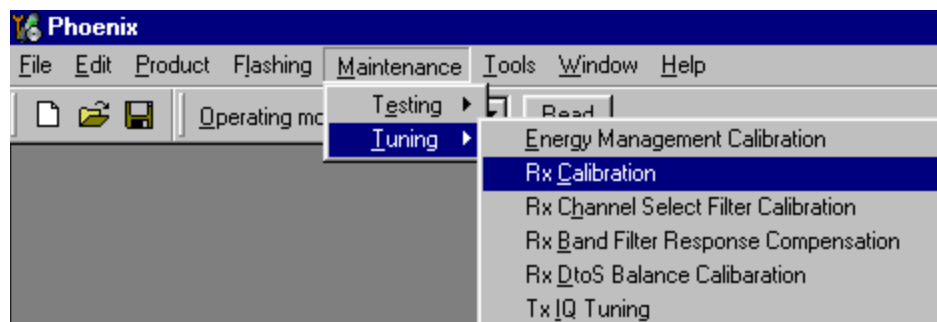 Phoenix
File Edit Product Flashing Maintenance Tools Window Help
Operating mo Testing Read
Tuning
Energy Management Calibration
Rx Calibration
Rx Channel Select Filter Calibration
Rx Band Filter Response Compensation
Rx DtoS Balance Calibaration
Tx IQ Tuning